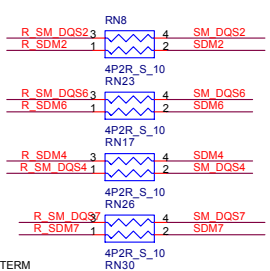 RN8
R_SM_DQS2 3 4 SM_DQS2
R_SDM2 1 2 SDM2
4P2R_S_10
RN23
R_SM_DQS6 3 4 SM_DQS6
R_SDM6 1 2 SDM6
4P2R_S_10
RN17
R_SDM4 3 4 SDM4
R_SM_DQS4 1 2 SM_DQS4
4P2R_S_10
RN26
R_SM_DQS7 3 4 SM_DQS7
R_SDM7 1 2 SDM7
4P2R_S_10
TERM RN30